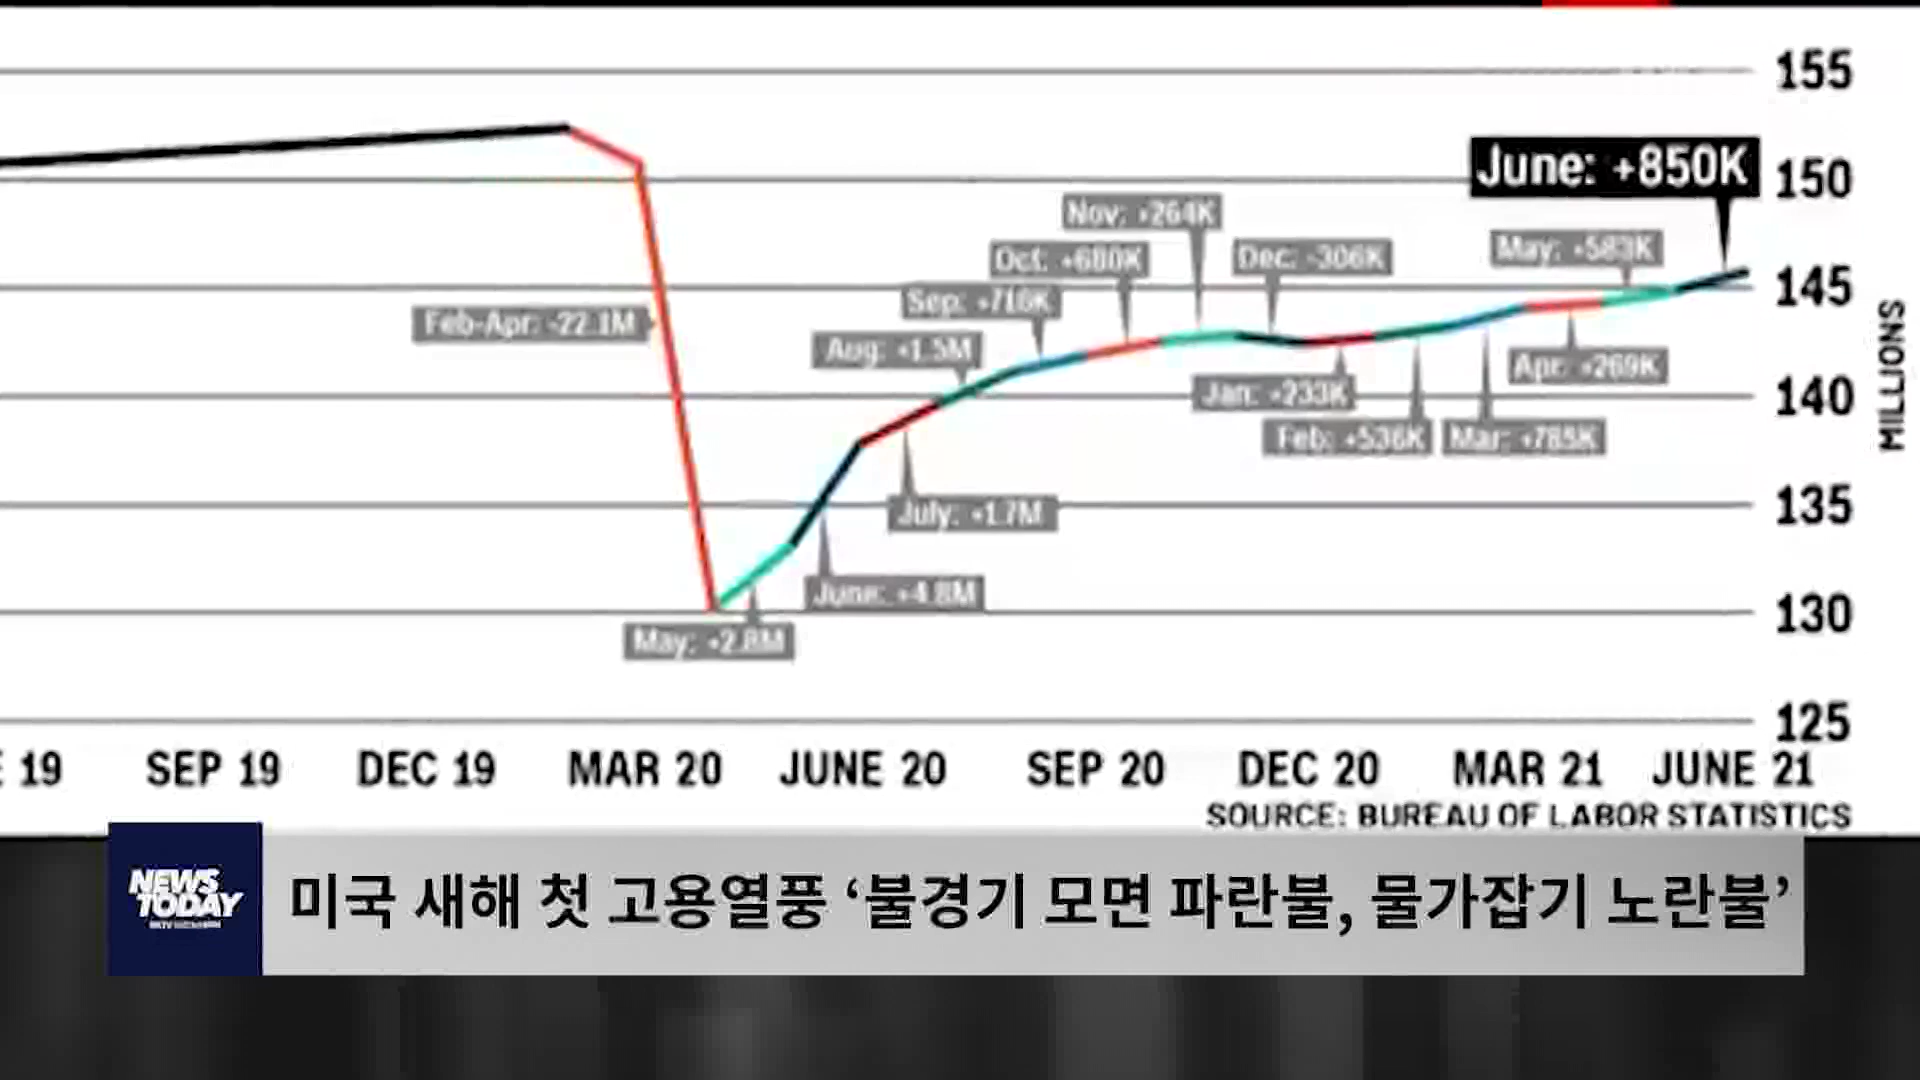 155
June: +850K
150
Nov: +264K
Oct: +680K
Dec: -306K
May: +583K
145
Sep: +716K
Feb-Apr: -22.1M
MILLIONS
Aug: +1.5M
Apr: +269K
Jan: +233K
140
Feb: +536K
Mar: +785K
July: +1.7M
135
June: +4.8M
130
May: +2.8M
125
E 19
SEP 19
DEC 19
MAR 20
JUNE 20
SEP 20
DEC 20
MAR 21
JUNE 21
SOURCE: BUREAU OF LABOR STATISTICS
NEWS
TODAY
미국 새해 첫 고용열풍 ‘불경기 모면 파란불, 물가잡기 노란불’